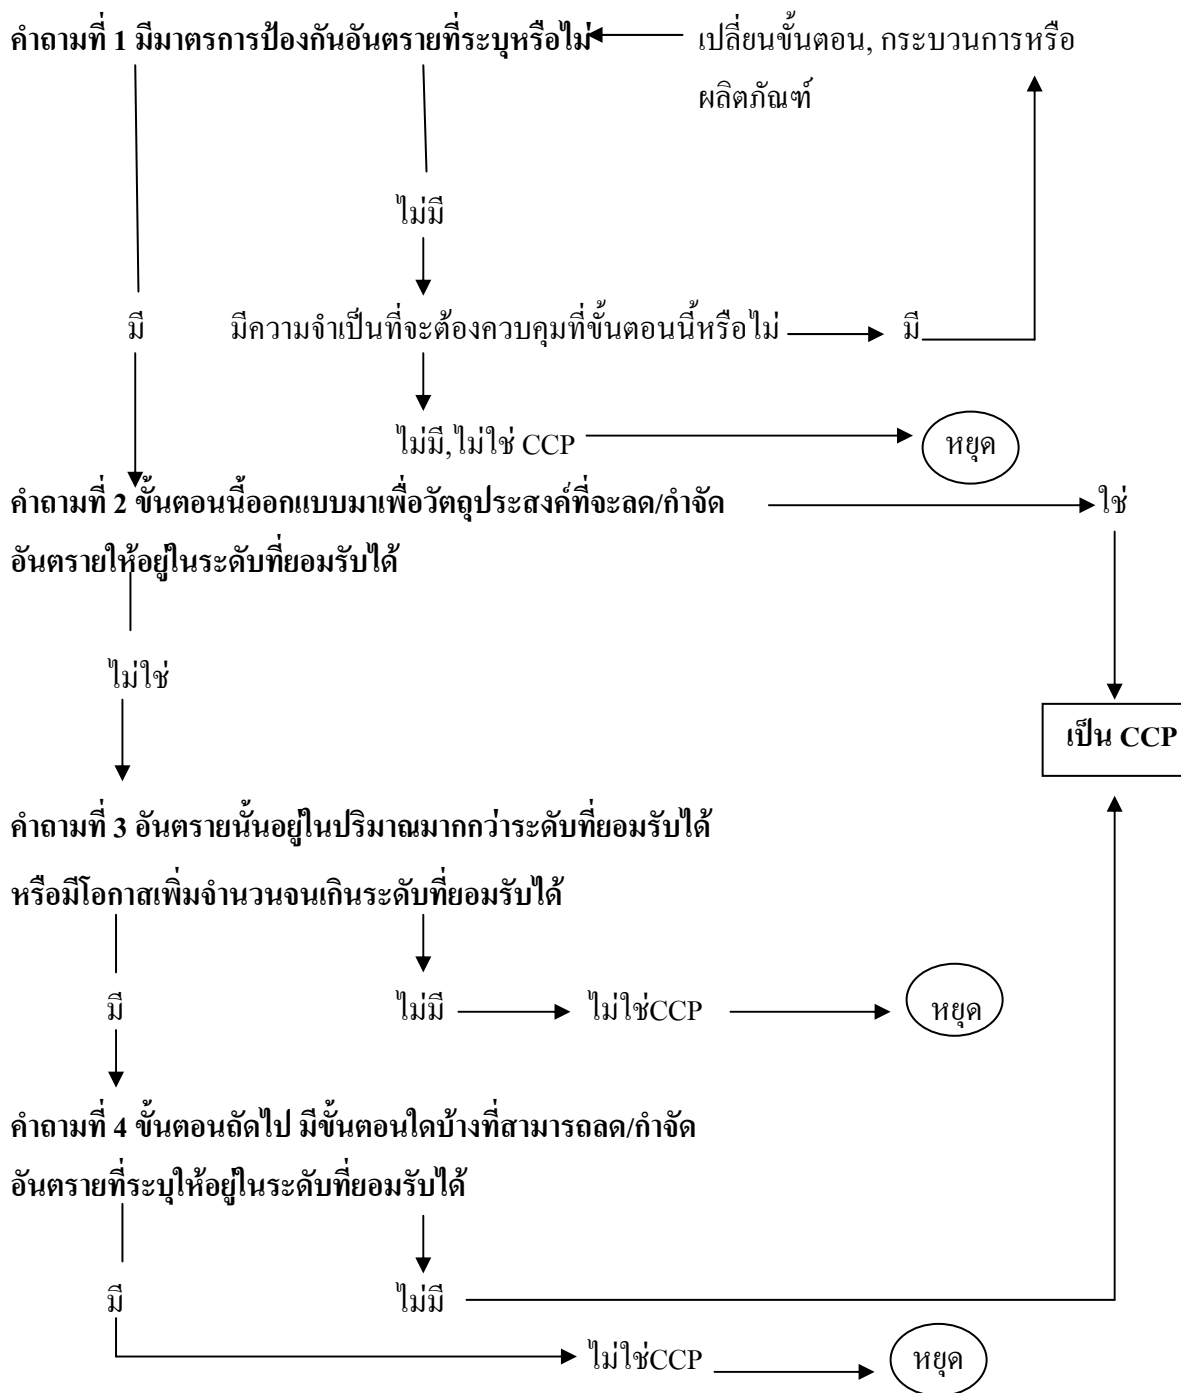 คำถามที่ 1 มีมาตรการป้องกันอันตรายที่ระบุหรือไม่
เปลี่ยนขั้นตอน, กระบวนการหรือ
ผลิตภัณฑ์
ไม่มี
มี
มีความจำเป็นที่จะต้องควบคุมที่ขั้นตอนนี้หรือไม่
มี
ไม่มี,ไม่ใช่ CCP
หยุด
คำถามที่ 2 ขั้นตอนนี้ออกแบบมาเพื่อวัตถุประสงค์ที่จะลด/กำจัด
ใช่
อันตรายให้อยู่ในระดับที่ยอมรับได้
ไม่ใช่
เป็น CCP
คำถามที่ 3 อันตรายนั้นอยู่ในปริมาณมากกว่าระดับที่ยอมรับได้
หรือมีโอกาสเพิ่มจำนวนจนเกินระดับที่ยอมรับได้
มี
ไม่มี
ไม่ใช่CCP
หยุด
คำถามที่ 4 ขั้นตอนถัดไป มีขั้นตอนใดบ้างที่สามารถลด/กำจัด
อันตรายที่ระบุให้อยู่ในระดับที่ยอมรับได้
มี
ไม่มี
ไม่ใช่CCP
หยุด